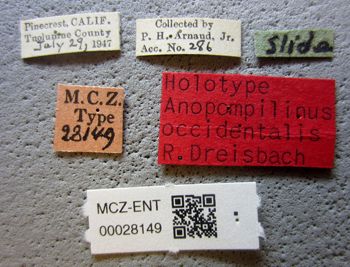 Pinecrest, CALIF.
Tuolumne County
July 29, 1947
Collected by
P. H. Arnaud, Jr.
Acc. No. 286
Slide
M.C.Z.
Type
28149
Holotype
Anopompilinus
occidentalis
R. Dreisbach
MCZ-ENT
00028149